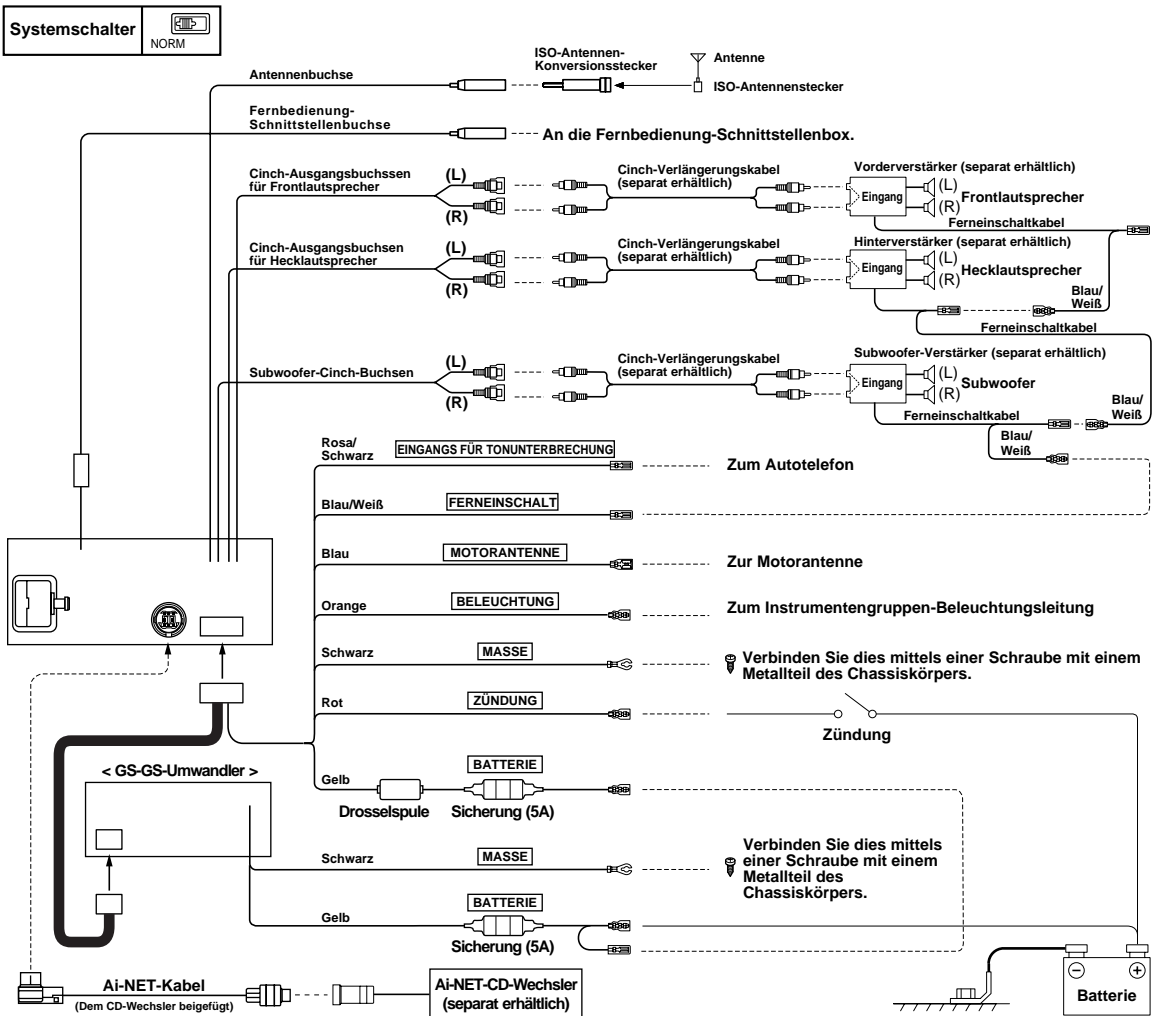 Systemschalter
NORM
Antennenbuchse
ISO-Antennen-
Konversionsstecker
Antenne
ISO-Antennenstecker
Fernbedienung-
Schnittstellenbuchse
An die Fernbedienung-Schnittstellenbox.
Cinch-Ausgangsbuchssen
für Frontlautsprecher
(L)
(R)
Cinch-Verlängerungskabel
(separat erhältlich)
Vorderverstärker (separat erhältlich)
Eingang
(L)
(R)
Frontlautsprecher
Ferneinschaltkabel
Cinch-Ausgangsbuchsen
für Hecklautsprecher
(L)
(R)
Cinch-Verlängerungskabel
(separat erhältlich)
Hinterverstärker (separat erhältlich)
Eingang
(L)
(R)
Hecklautsprecher
Blau/
Weiß
Ferneinschaltkabel
Subwoofer-Cinch-Buchsen
(L)
(R)
Cinch-Verlängerungskabel
(separat erhältlich)
Subwoofer-Verstärker (separat erhältlich)
Eingang
(L)
(R)
Subwoofer
Ferneinschaltkabel
Blau/
Weiß
Blau/
Weiß
Rosa/
Schwarz
EINGANGS FÜR TONUNTERBRECHUNG
Zum Autotelefon
Blau/Weiß
FERNEINSCHALT
Blau
MOTORANTENNE
Zur Motorantenne
Orange
BELEUCHTUNG
Zum Instrumentengruppen-Beleuchtungsleitung
Schwarz
MASSE
Verbinden Sie dies mittels einer Schraube mit einem
Metallteil des Chassiskörpers.
Rot
ZÜNDUNG
Zündung
< GS-GS-Umwandler >
Gelb
BATTERIE
Drosselspule
Sicherung (5A)
Schwarz
MASSE
Verbinden Sie dies mittels
einer Schraube mit einem
Metallteil des
Chassiskörpers.
Gelb
BATTERIE
Sicherung (5A)
Ai-NET-Kabel
(Dem CD-Wechsler beigefügt)
Ai-NET-CD-Wechsler
(separat erhältlich)
Batterie